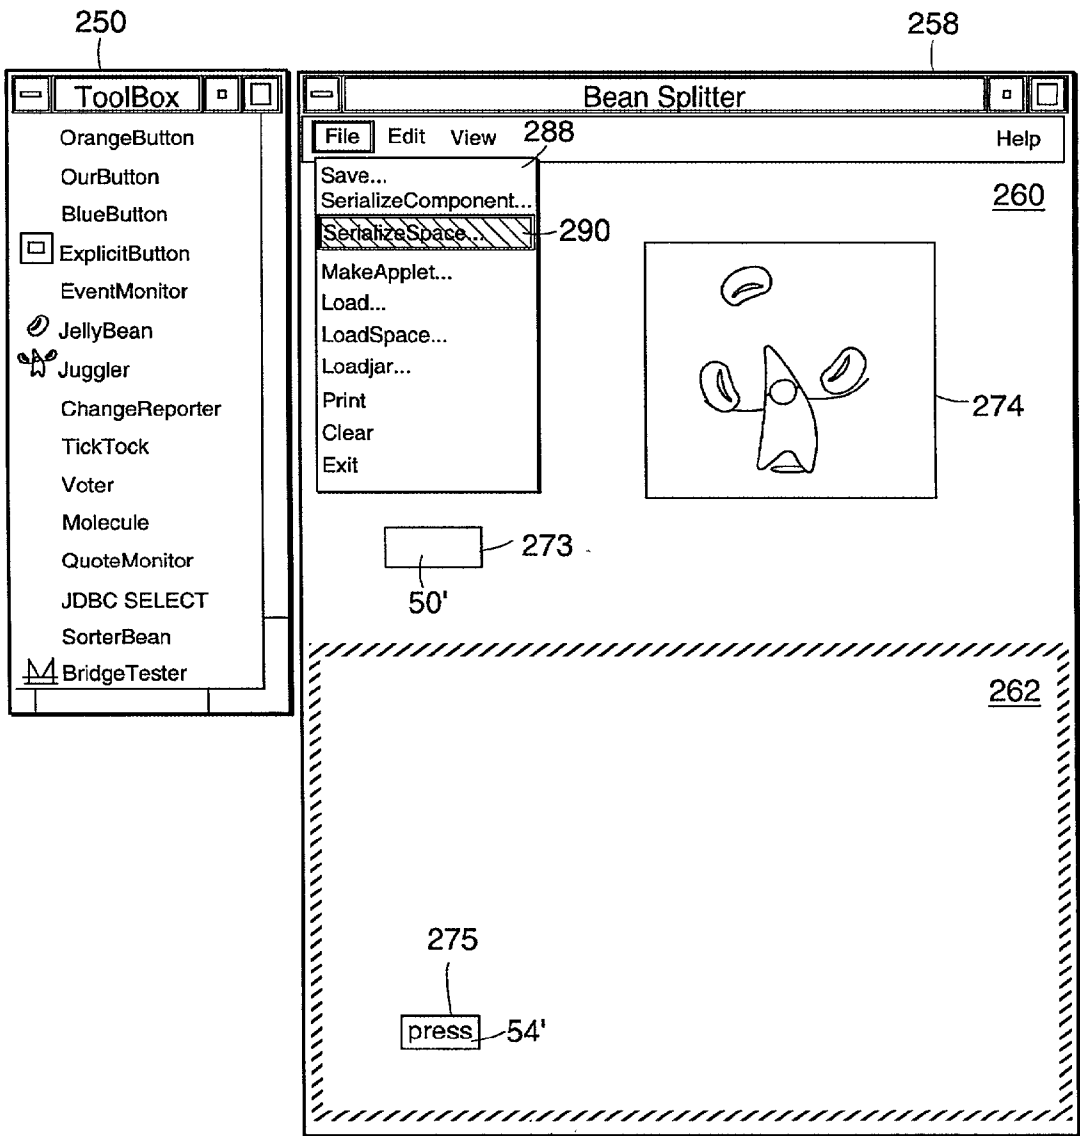 250
258
ToolBox
OrangeButton
OurButton
BlueButton
ExplicitButton
EventMonitor
JellyBean
Juggler
ChangeReporter
TickTock
Voter
Molecule
QuoteMonitor
JDBC SELECT
SorterBean
BridgeTester
Bean Splitter
File Edit View 288 Help
Save...
SerializeComponent...
SerializeSpace... 290
MakeApplet...
Load...
LoadSpace...
Loadjar...
Print
Clear
Exit
260
274
273
50'
262
275
press 54'